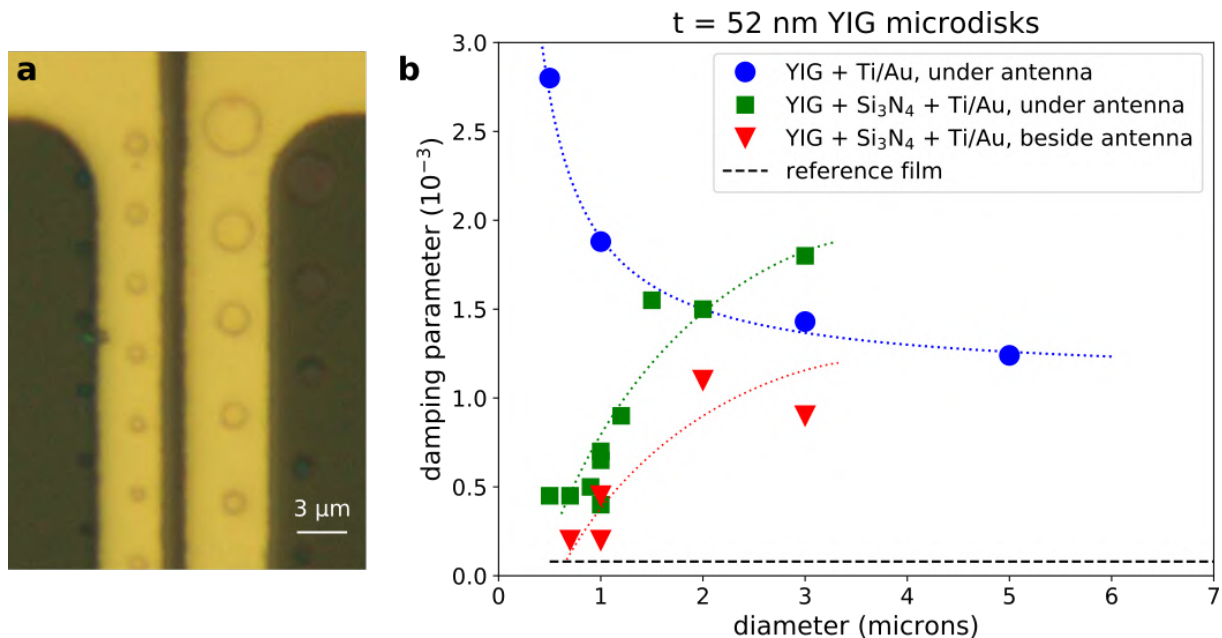 a
3 μm
b
t = 52 nm YIG microdisks
YIG + Ti/Au, under antenna
YIG + Si₃N₄ + Ti/Au, under antenna
YIG + Si₃N₄ + Ti/Au, beside antenna
reference film
damping parameter (10⁻³)
3.0
2.5
2.0
1.5
1.0
0.5
0.0
0 1 2 3 4 5 6 7
diameter (microns)